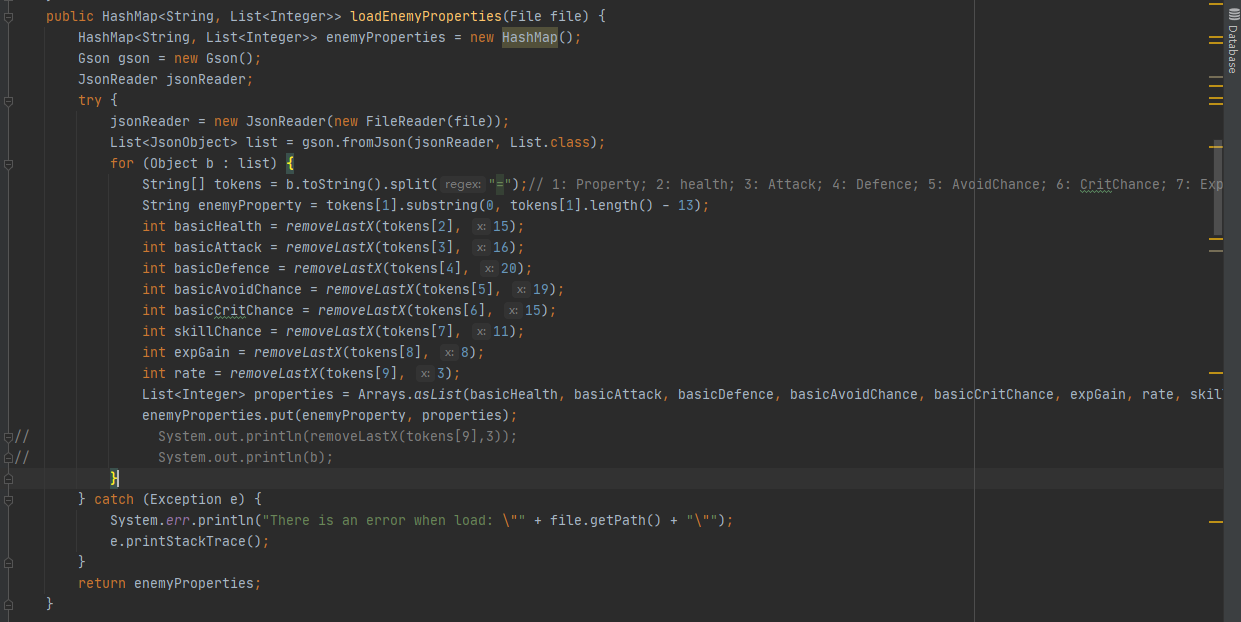 public HashMap<String, List<Integer>> loadEnemyProperties(File file) {
HashMap<String, List<Integer>> enemyProperties = new HashMap();
Gson gson = new Gson();
JsonReader jsonReader;
try {
jsonReader = new JsonReader(new FileReader(file));
List<JsonObject> list = gson.fromJson(jsonReader, List.class);
for (Object b : list) {
String[] tokens = b.toString().split( regex: "=");// 1: Property; 2: health; 3: Attack; 4: Defence; 5: AvoidChance; 6: CritChance; 7: Exp
String enemyProperty = tokens[1].substring(0, tokens[1].length() - 13);
int basicHealth = removeLastX(tokens[2], x: 15);
int basicAttack = removeLastX(tokens[3], x: 16);
int basicDefence = removeLastX(tokens[4], x: 20);
int basicAvoidChance = removeLastX(tokens[5], x: 19);
int basicCritChance = removeLastX(tokens[6], x: 15);
int skillChance = removeLastX(tokens[7], x: 11);
int expGain = removeLastX(tokens[8], x: 8);
int rate = removeLastX(tokens[9], x: 3);
List<Integer> properties = Arrays.asList(basicHealth, basicAttack, basicDefence, basicAvoidChance, basicCritChance, expGain, rate, skil
enemyProperties.put(enemyProperty, properties);
// System.out.println(removeLastX(tokens[9],3));
// System.out.println(b);
}
} catch (Exception e) {
System.err.println("There is an error when load: \"" + file.getPath() + "\"");
e.printStackTrace();
}
return enemyProperties;
}
Database